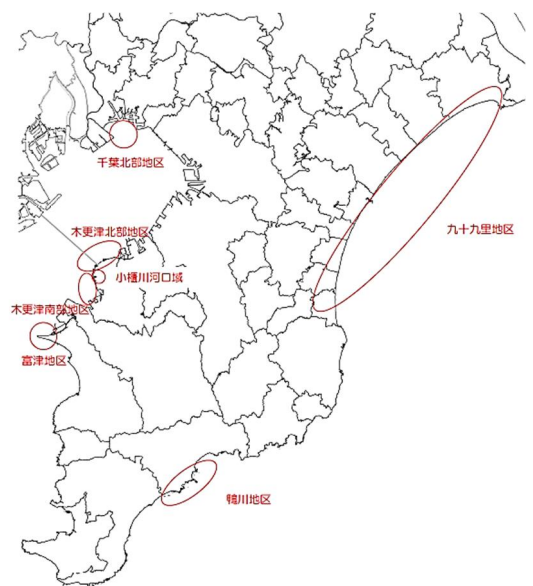 千葉北部地区
九十九里地区
木更津北部地区
小櫃川河口域
木更津南部地区
富津地区
鴨川地区